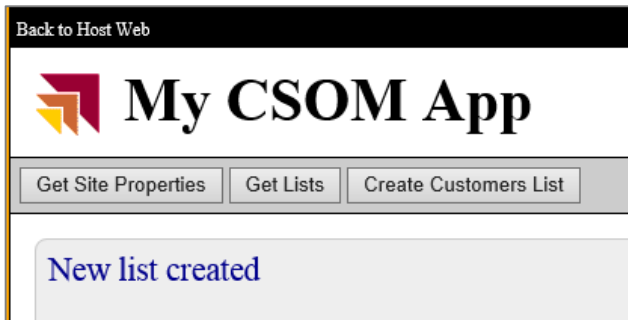 Back to Host Web
My CSOM App
Get Site Properties Get Lists Create Customers List
New list created